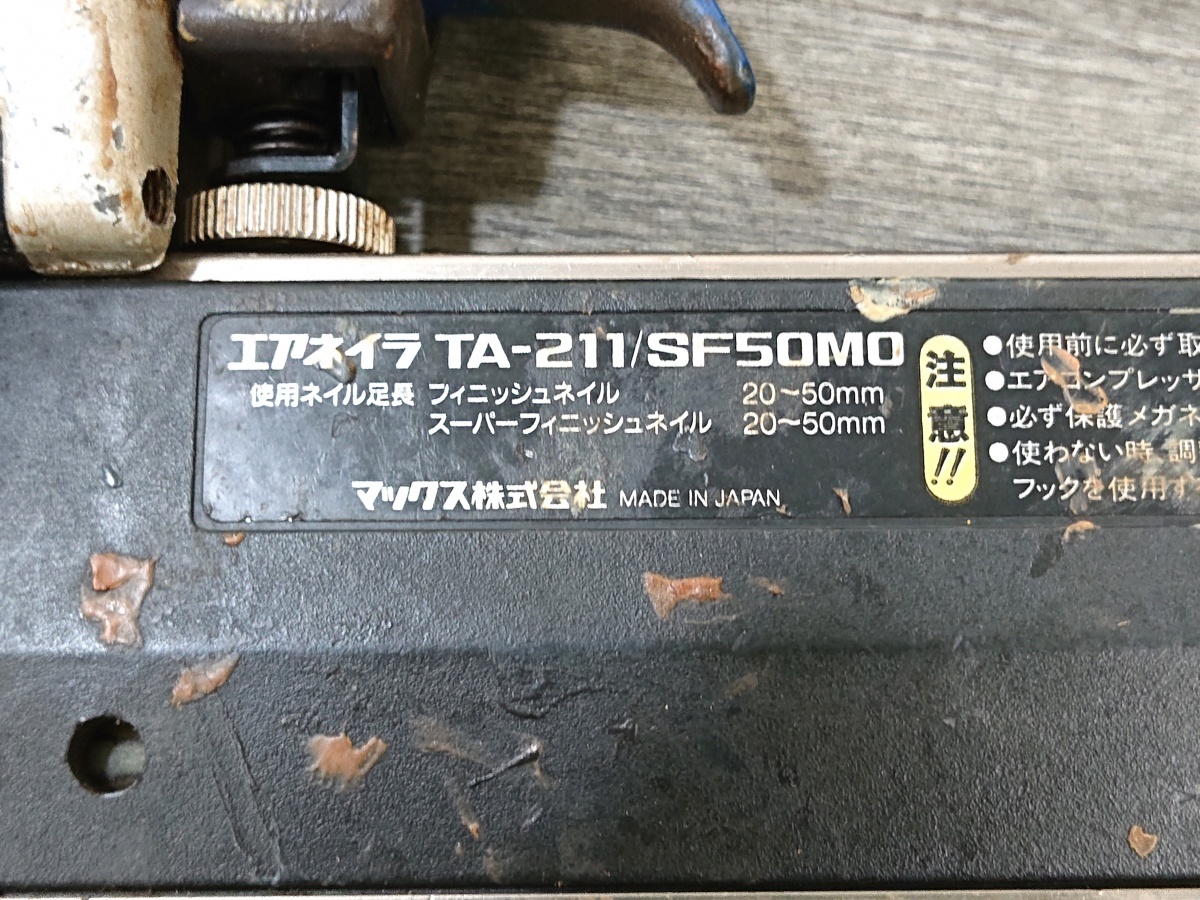 エアネイラ TA-211/SF50MO
使用ネイル足長 フィニッシュネイル 20～50mm
スーパーフィニッシュネイル 20～50mm
マックス株式会社 MADE IN JAPAN
注意!!
●使用前に必ず取
●エアコンプレッサ
●必ず保護メガネ
●使わない時 調
フックを使用す